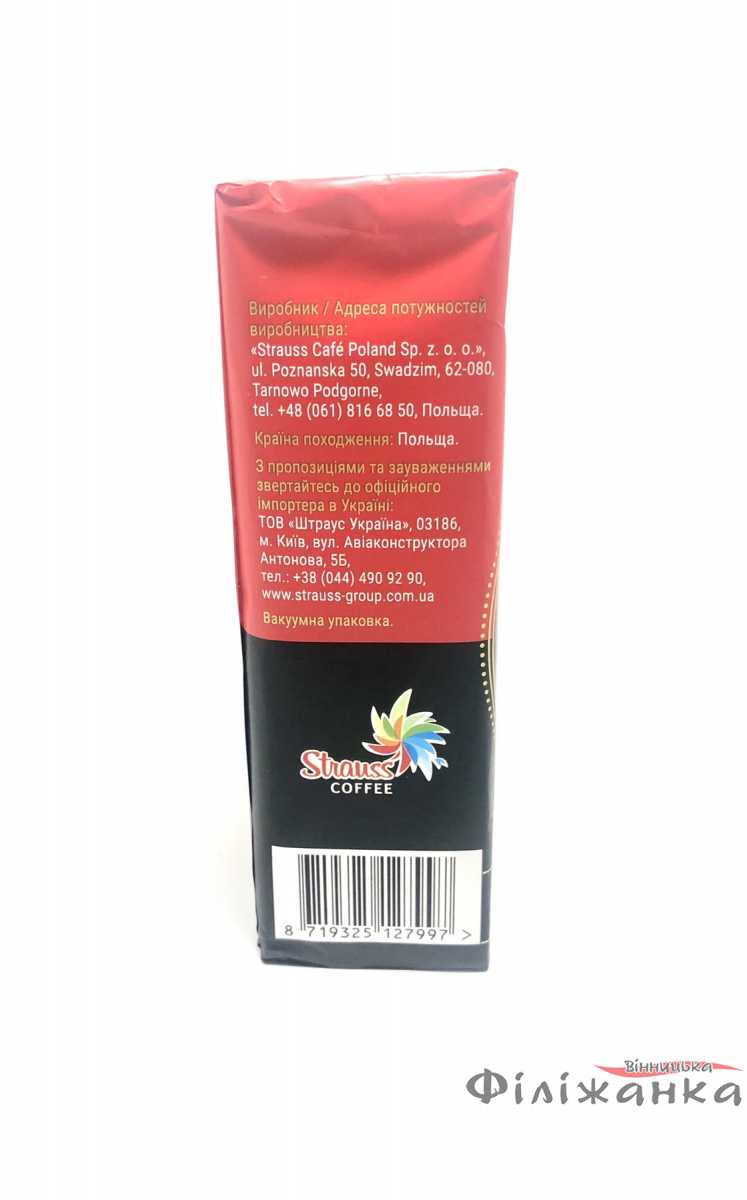 Виробник / Адреса потужностей
виробництва:
«Strauss Café Poland Sp. z. o. o.»,
ul. Poznanska 50, Swadzim, 62-080,
Tarnowo Podgorne,
tel. +48 (061) 816 68 50, Польща.
Країна походження: Польща.
З пропозиціями та зауваженнями
звертайтесь до офіційного
імпортера в Україні:
ТОВ «Штраус Україна», 03186,
м. Київ, вул. Авіаконструктора
Антонова, 5Б,
тел.: +38 (044) 490 92 90,
www.strauss-group.com.ua
Вакуумна упаковка.
Strauss
COFFEE
8 719325 127997 >
Вінницька
Філіжанка